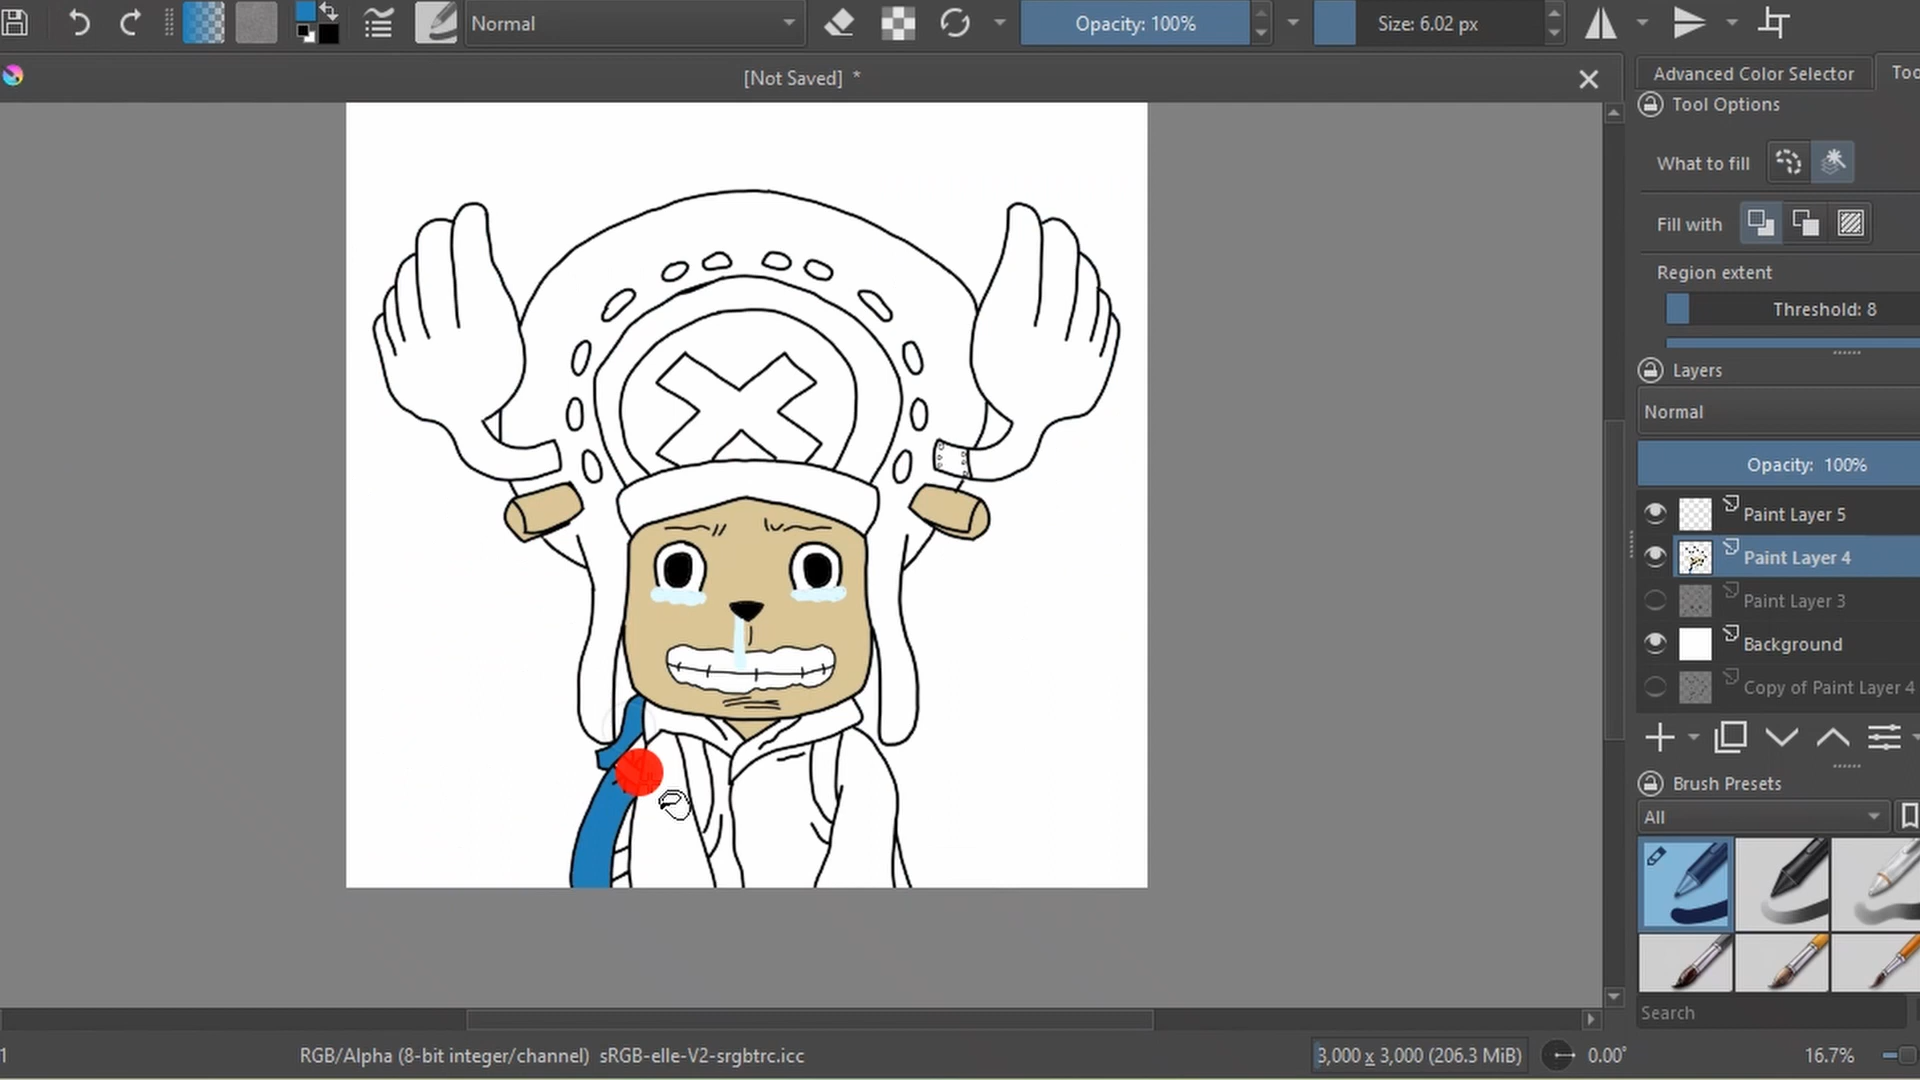 Normal
Opacity: 100%
Size: 6.02 px
[Not Saved] *
Advanced Color Selector
Too
Tool Options
What to fill
Fill with
Region extent
Threshold: 8
Layers
Normal
Opacity: 100%
Paint Layer 5
Paint Layer 4
Paint Layer 3
Background
Copy of Paint Layer 4
Brush Presets
All
Search
1
RGB/Alpha (8-bit integer/channel) sRGB-elle-V2-srgbtrc.icc
3,000 x 3,000 (206.3 MiB)
0.00°
16.7%